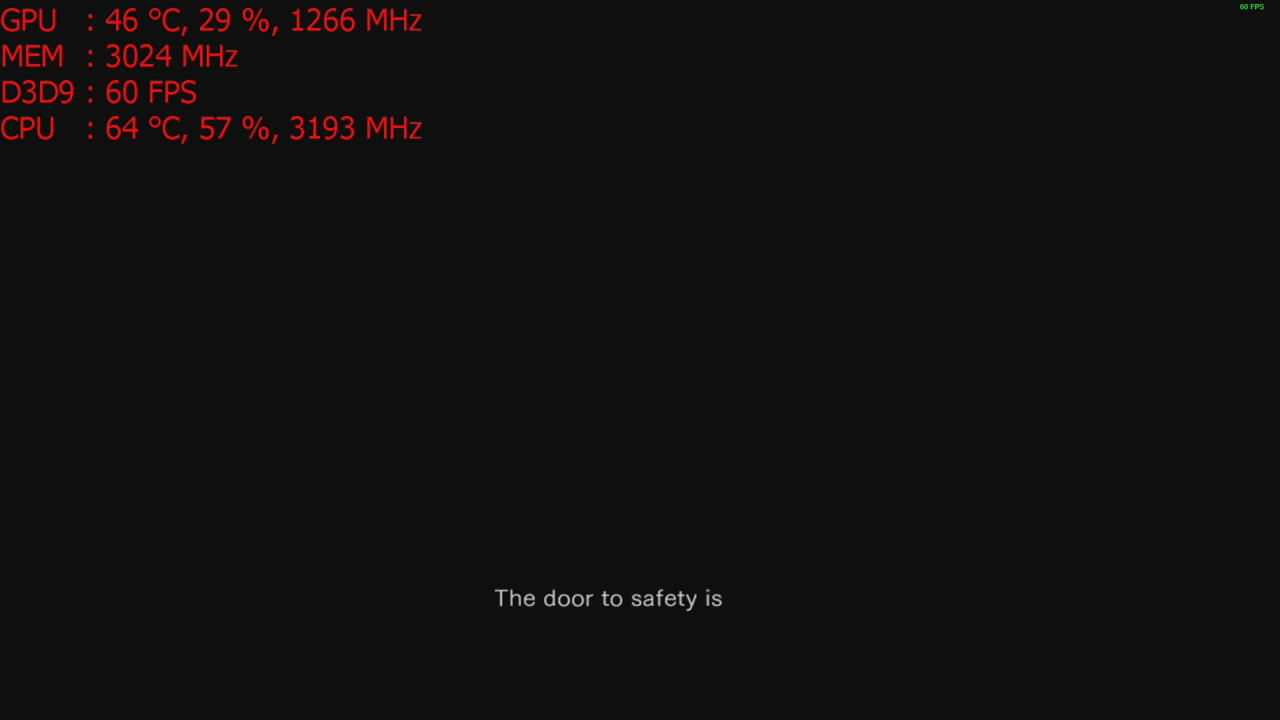 GPU : 46 °C, 29 %, 1266 MHz
60 FPS
MEM : 3024 MHz
D3D9 : 60 FPS
CPU : 64 °C, 57 %, 3193 MHz
The door to safety is